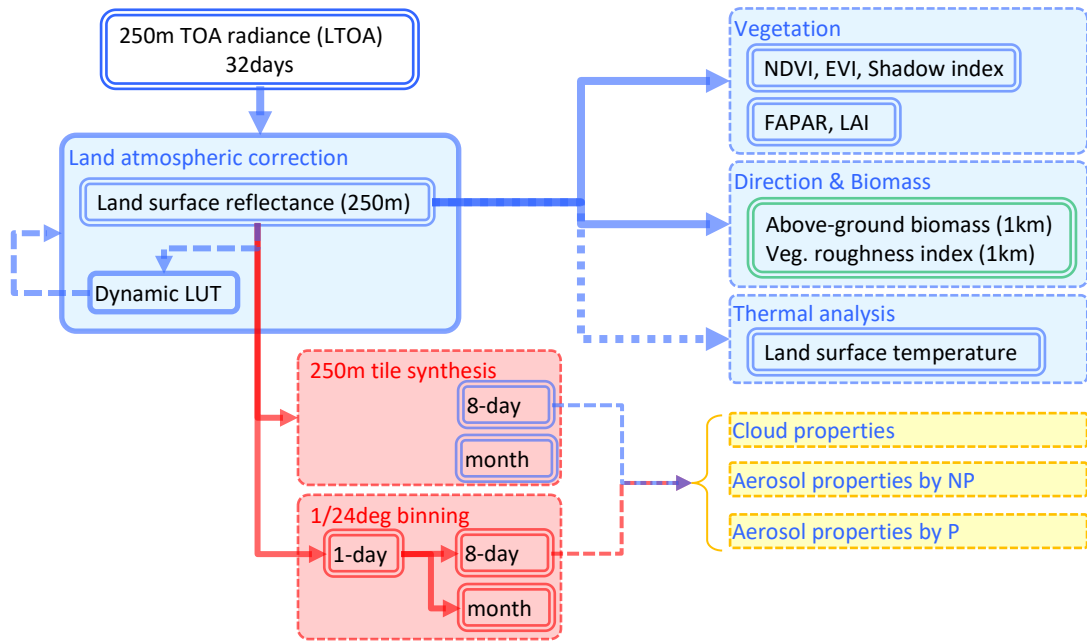 250m TOA radiance (LTOA)
32days
Land atmospheric correction
Land surface reflectance (250m)
Dynamic LUT
Vegetation
NDVI, EVI, Shadow index
FAPAR, LAI
Direction & Biomass
Above-ground biomass (1km)
Veg. roughness index (1km)
Thermal analysis
Land surface temperature
250m tile synthesis
8-day
month
1/24deg binning
1-day
8-day
month
Cloud properties
Aerosol properties by NP
Aerosol properties by P